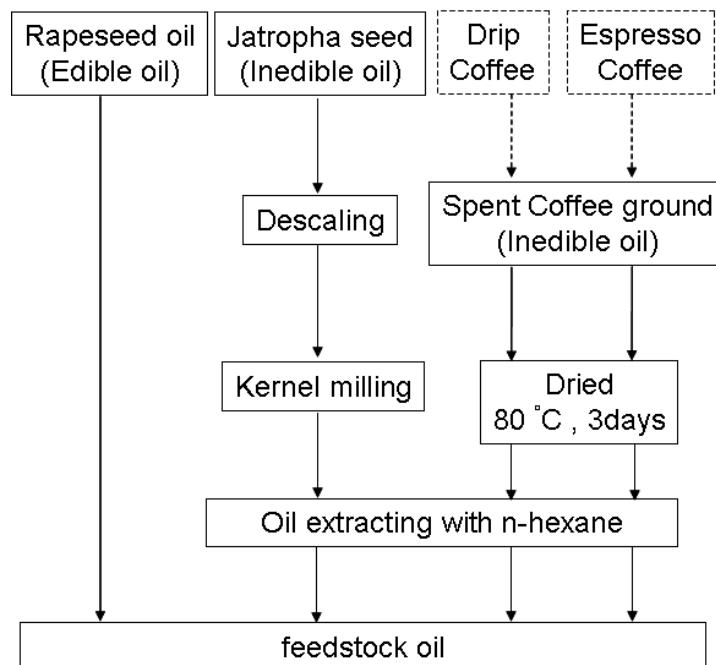 Rapeseed oil
(Edible oil)
Jatropha seed
(Inedible oil)
Drip
Coffee
Espresso
Coffee
Descaling
Spent Coffee ground
(Inedible oil)
Kernel milling
Dried
80 °C , 3days
Oil extracting with n-hexane
feedstock oil